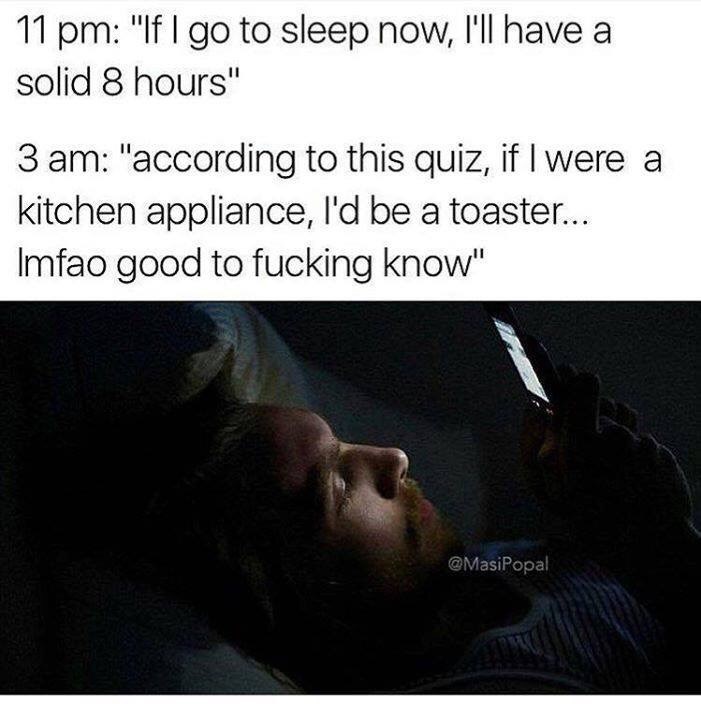 11 pm: "If I go to sleep now, I'll have a
solid 8 hours"
3 am: "according to this quiz, if I were a
kitchen appliance, I'd be a toaster...
lmfao good to fucking know"
@MasiPopal